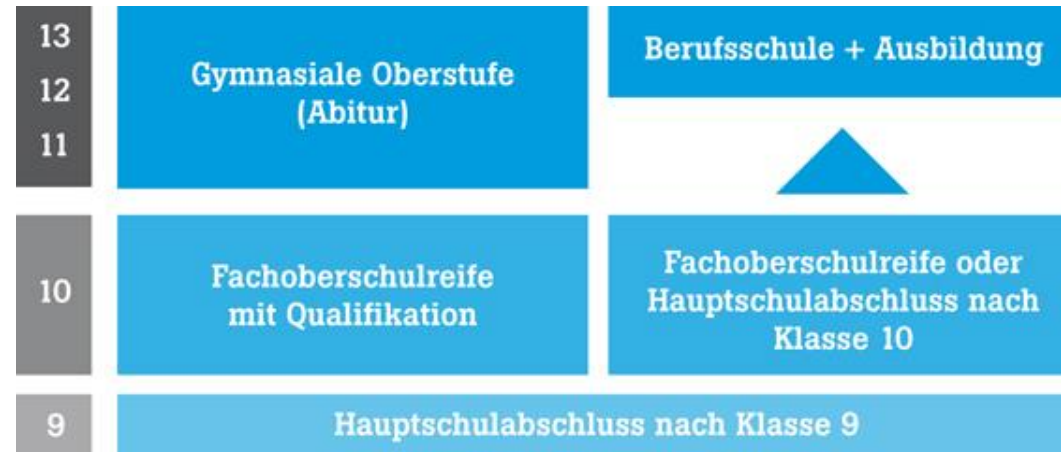 13
12
11
Gymnasiale Oberstufe
(Abitur)
Berufsschule + Ausbildung
10
Fachoberschulreife
mit Qualifikation
Fachoberschulreife oder
Hauptschulabschluss nach
Klasse 10
9
Hauptschulabschluss nach Klasse 9